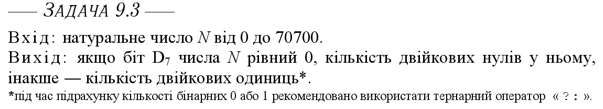 ЗАДАЧА 9.3
Вхід: натуральне число N від 0 до 70700.
Вихід: якщо біт D₇ числа N рівний 0, кількість двійкових нулів у ньому,
інакше — кількість двійкових одиниць*.
*під час підрахунку кількості бінарних 0 або 1 рекомендовано використати тернарний оператор « ? : ».